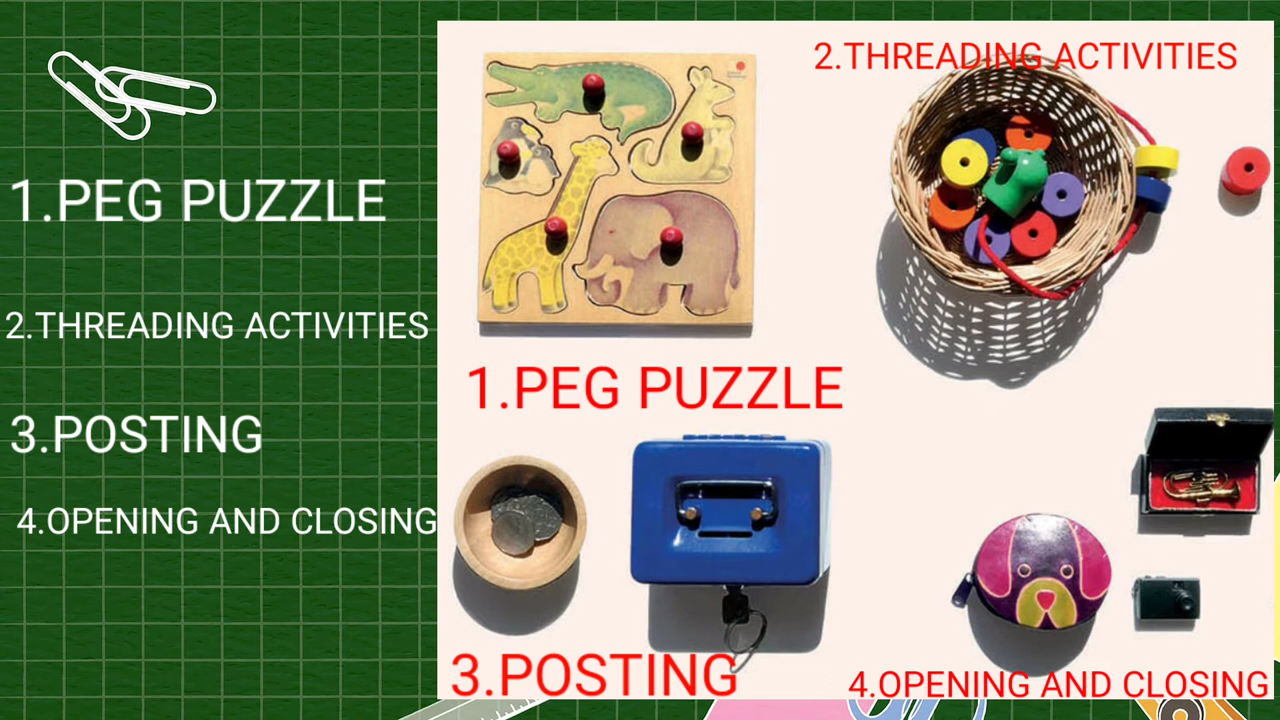 1.PEG PUZZLE
2.THREADING ACTIVITIES
3.POSTING
4.OPENING AND CLOSING
2.THREADING ACTIVITIES
1.PEG PUZZLE
3.POSTING
4.OPENING AND CLOSING